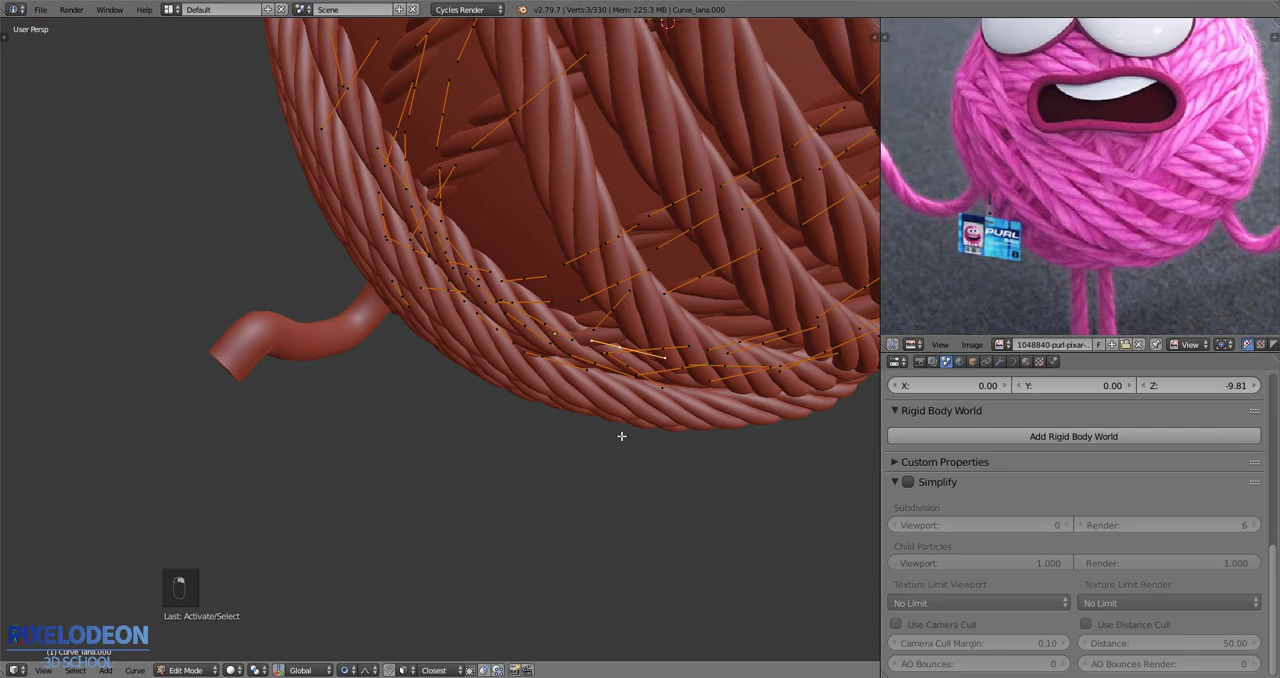 File Render Window Help Default Scene Cycles Render v2.79.7 | Verts:3/330 | Mem: 225.3 MB | Curve_lana.000
User Persp
PURL
X: 0.00 Y: 0.00 Z: -9.81
View Image 1048840-purl-pixar-.. F View
Rigid Body World
Add Rigid Body World
Custom Properties
Simplify
Subdivision
Viewport: 0 Render: 6
Child Particles
Viewport: 1.000 Render: 1.000
Texture Limit Viewport Texture Limit Render
No Limit No Limit
Use Camera Cull Use Distance Cull
Camera Cull Margin: 0.10 Distance: 50.00
AO Bounces: 0 AO Bounces Render: 0
Last: Activate/Select
PIXELODEON
3D SCHOOL
(1) Curve_lana.000
View Select Add Curve Edit Mode Global Closest